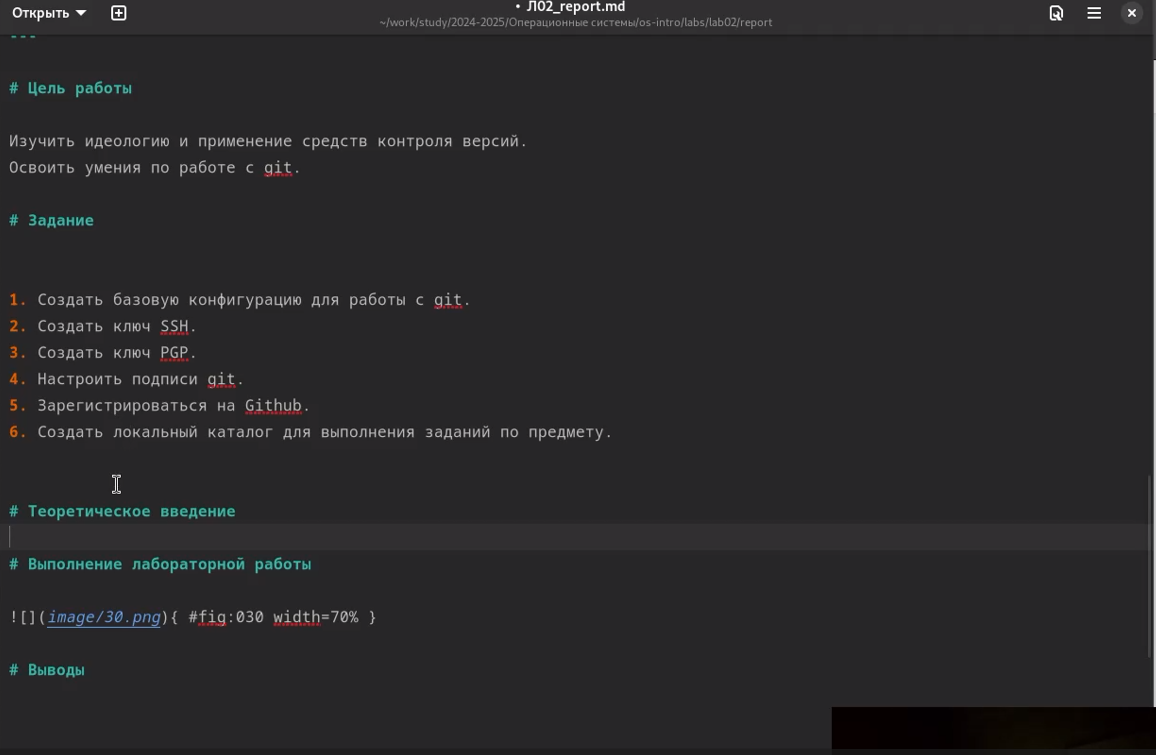 Открыть
• Л02_report.md
~/work/study/2024-2025/Операционные системы/os-intro/labs/lab02/report
---
# Цель работы
Изучить идеологию и применение средств контроля версий.
Освоить умения по работе с git.
# Задание
1. Создать базовую конфигурацию для работы с git.
2. Создать ключ SSH.
3. Создать ключ PGP.
4. Настроить подписи git.
5. Зарегистрироваться на Github.
6. Создать локальный каталог для выполнения заданий по предмету.
# Теоретическое введение
# Выполнение лабораторной работы
![](image/30.png){ #fig:030 width=70% }
# Выводы